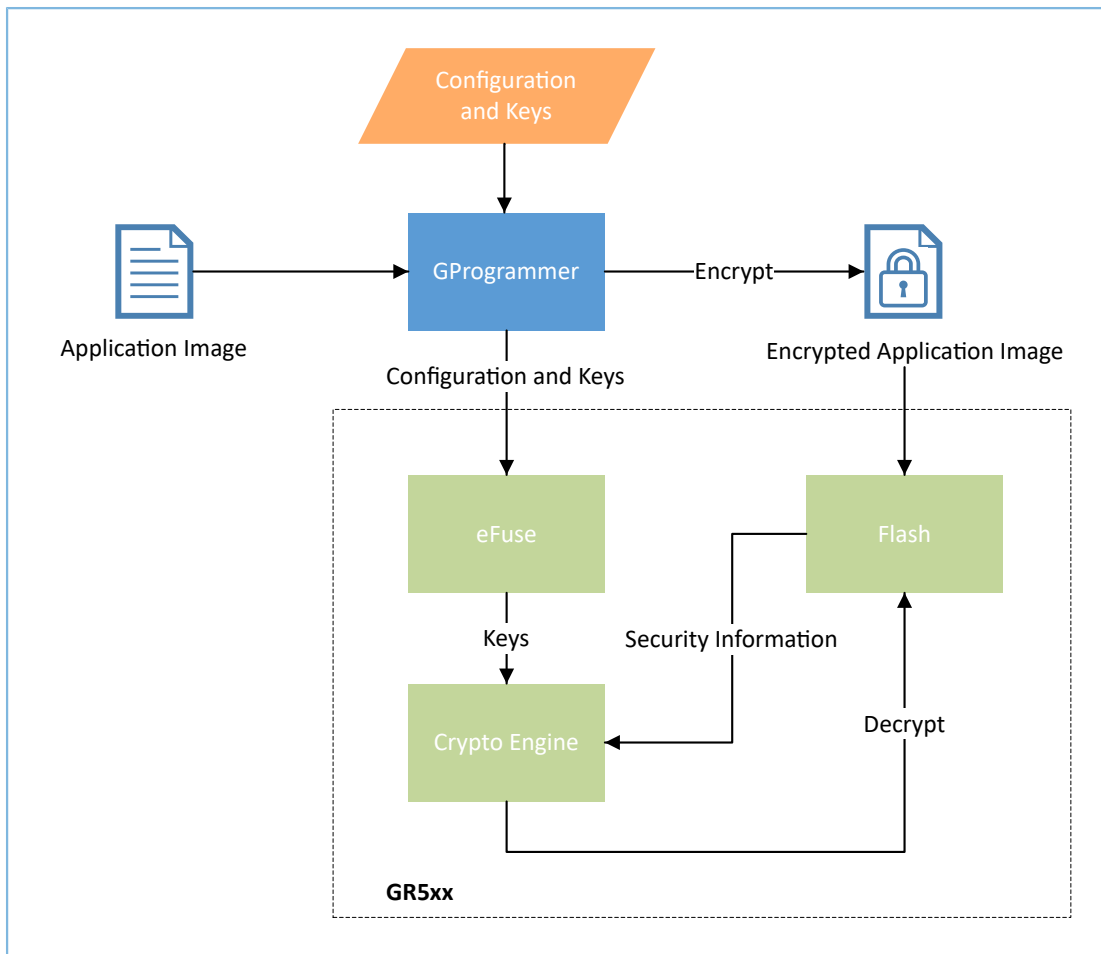 Configuration
and Keys
GProgrammer
Encrypt
Application Image
Encrypted Application Image
Configuration and Keys
eFuse
Flash
Keys
Security Information
Crypto Engine
Decrypt
GR5xx